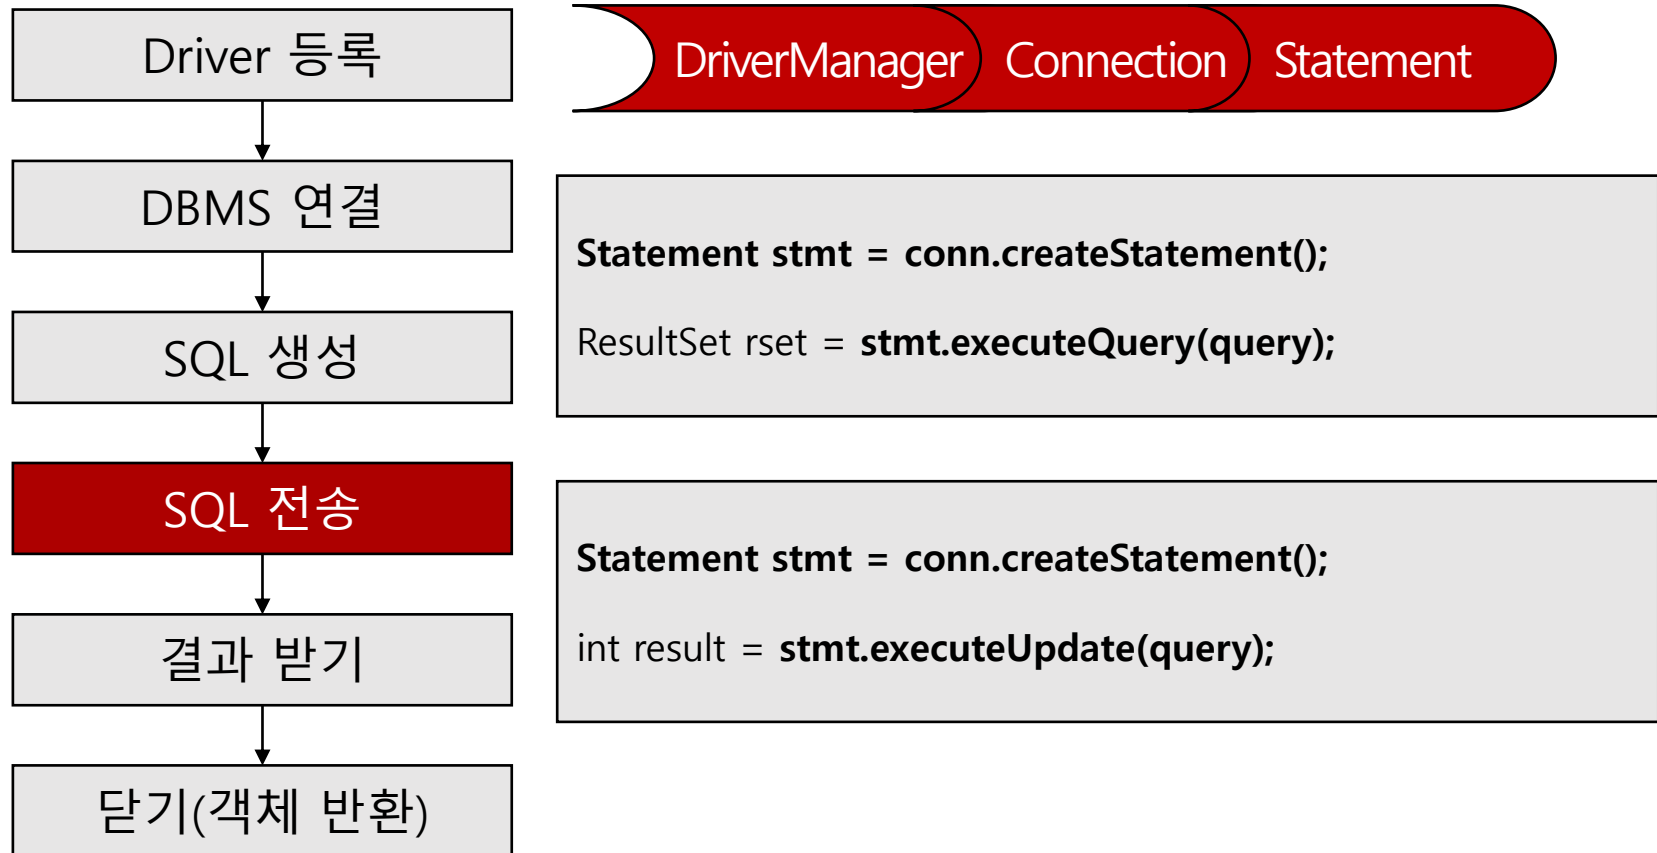 Driver 등록
DBMS 연결
SQL 생성
SQL 전송
결과 받기
닫기(객체 반환)
DriverManager
Connection
Statement
Statement stmt = conn.createStatement();
ResultSet rset = stmt.executeQuery(query);
Statement stmt = conn.createStatement();
int result = stmt.executeUpdate(query);